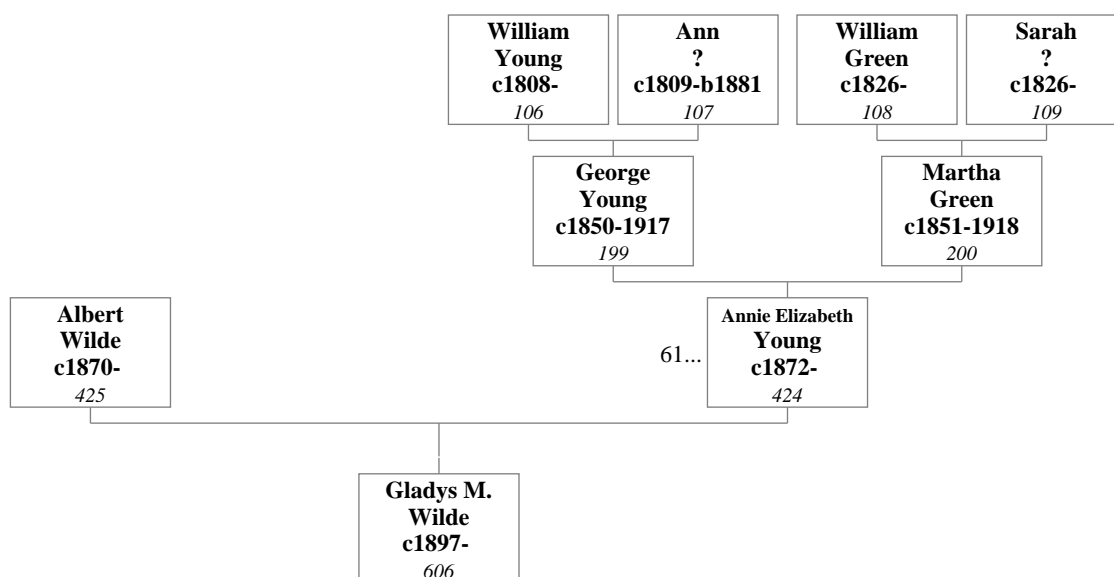 William
Young
c1808-
106
Ann
?
c1809-b1881
107
William
Green
c1826-
108
Sarah
?
c1826-
109
George
Young
c1850-1917
199
Martha
Green
c1851-1918
200
Albert
Wilde
c1870-
425
61...
Annie Elizabeth
Young
c1872-
424
Gladys M.
Wilde
c1897-
606